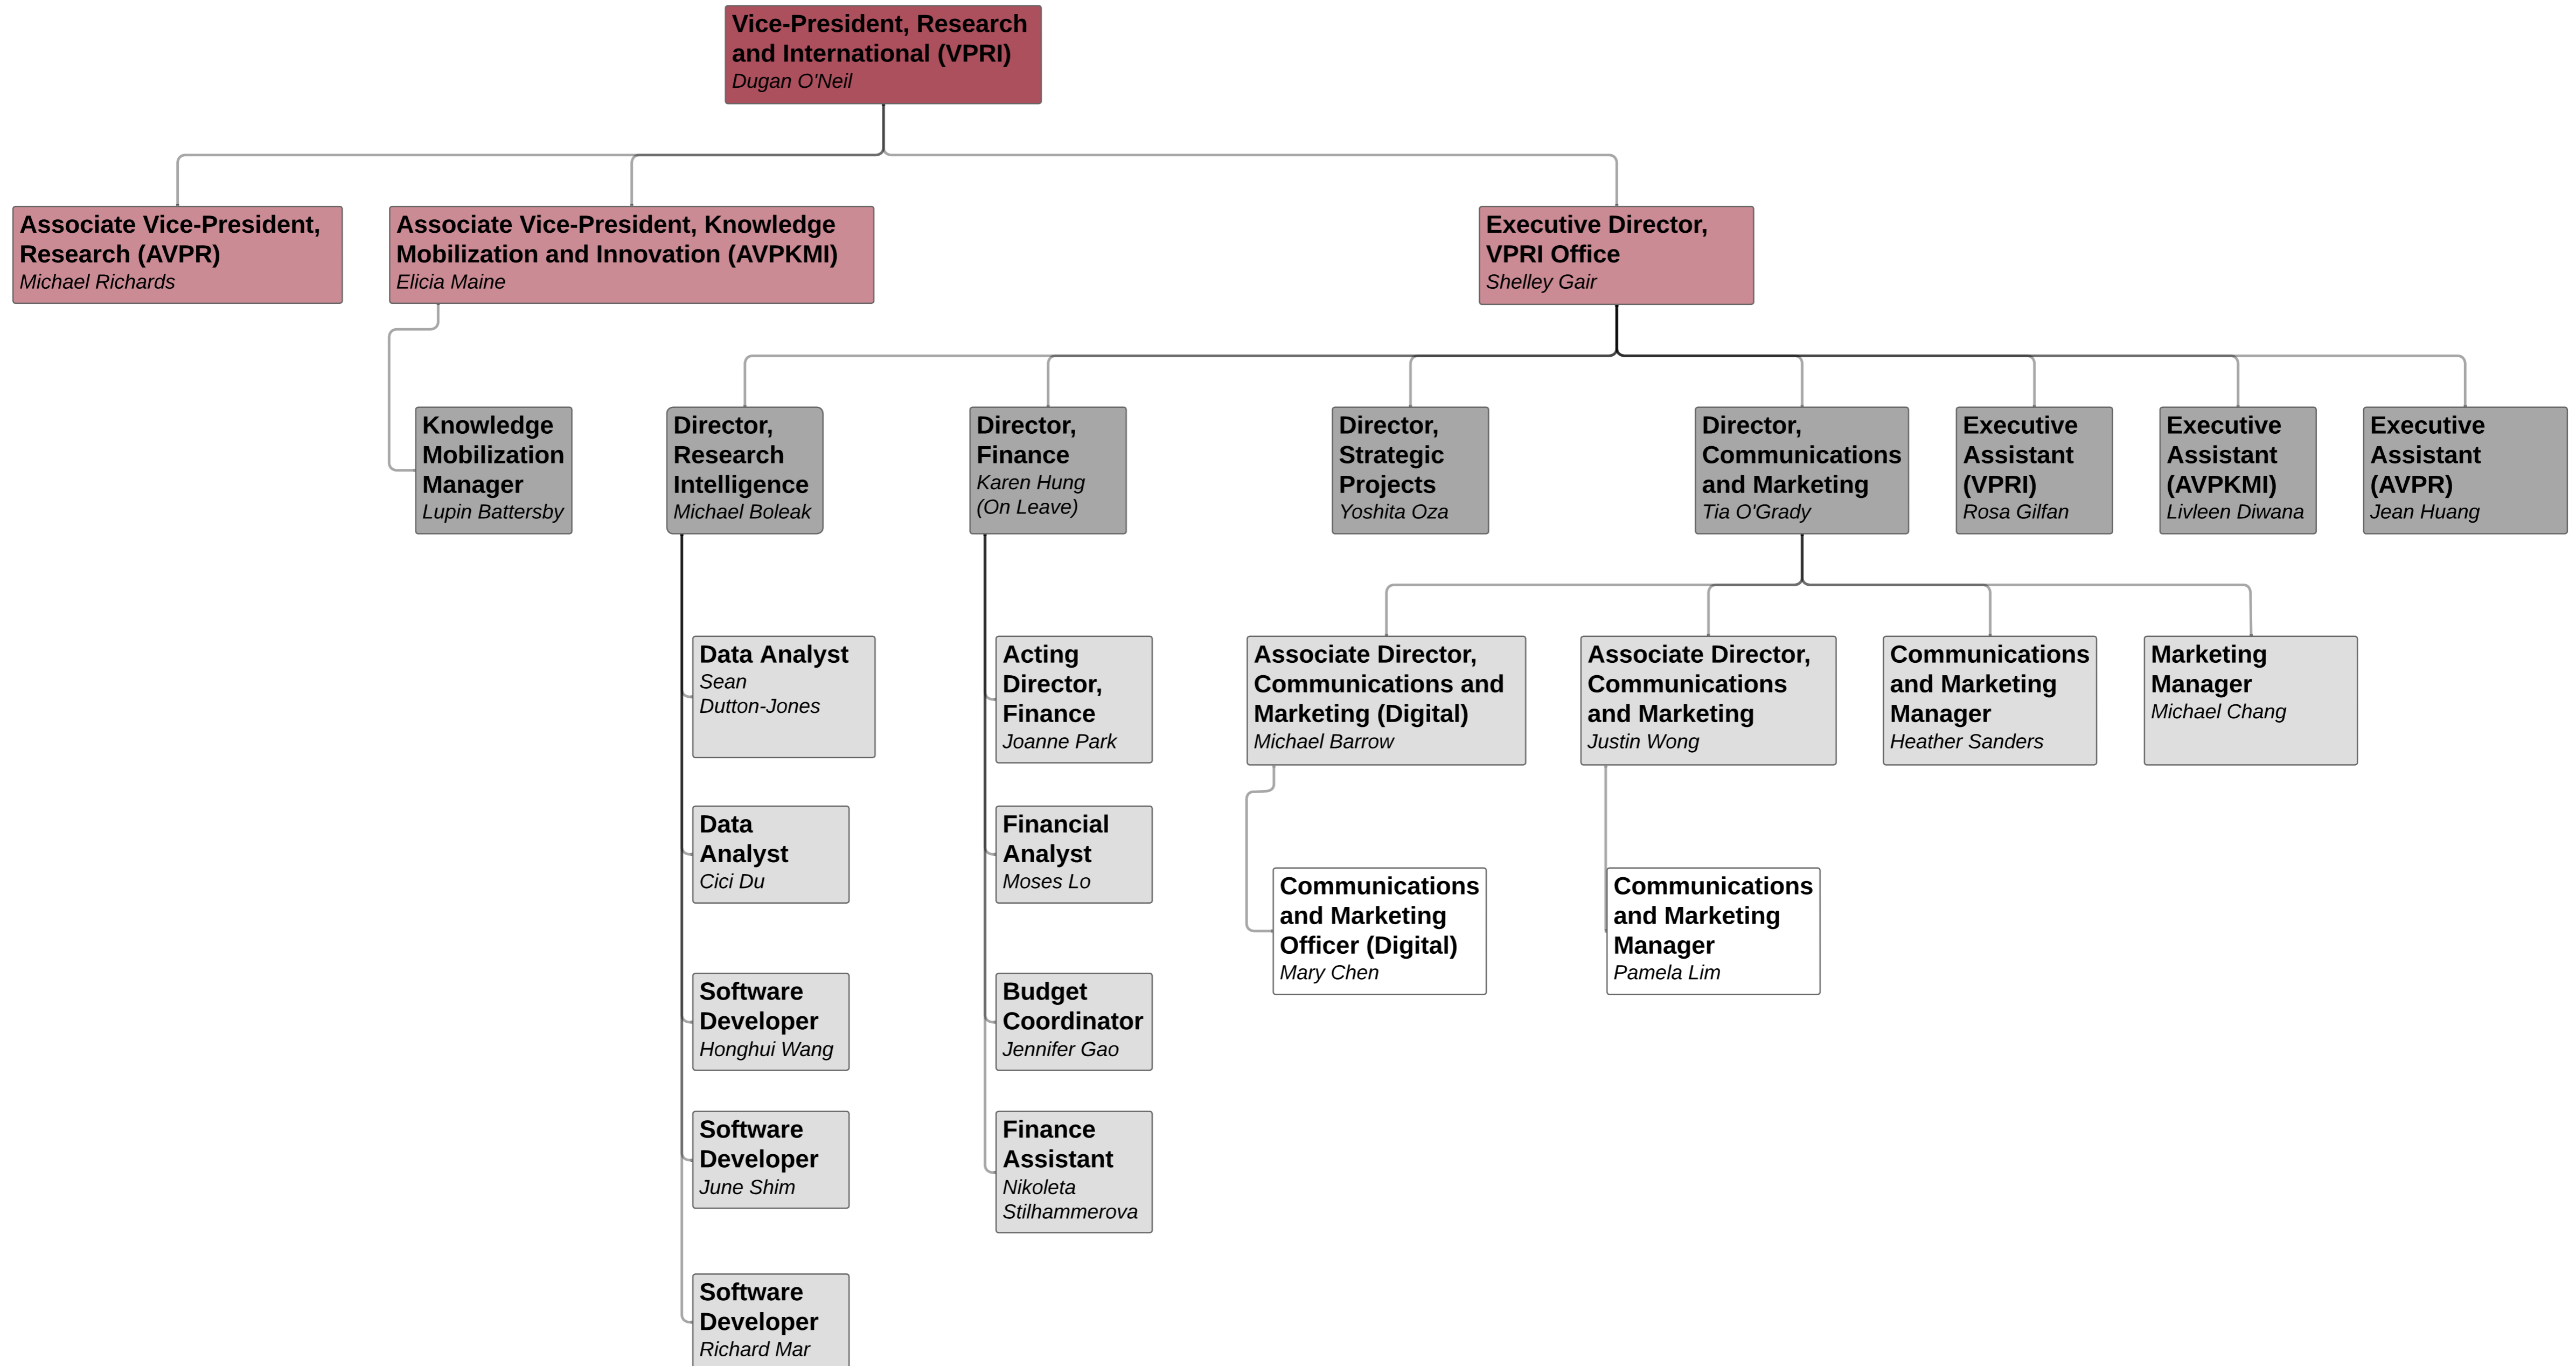 Vice-President, Research
and International (VPRI)
Dugan O'Neil
Associate Vice-President,
Research (AVPR)
Michael Richards
Associate Vice-President, Knowledge
Mobilization and Innovation (AVPKMI)
Elicia Maine
Executive Director,
VPRI Office
Shelley Gair
Knowledge
Mobilization
Manager
Lupin Battersby
Director,
Research
Intelligence
Michael Boleak
Director,
Finance
Karen Hung
(On Leave)
Director,
Strategic
Projects
Yoshita Oza
Director,
Communications
and Marketing
Tia O'Grady
Executive
Assistant
(VPRI)
Rosa Gilfan
Executive
Assistant
(AVPKMI)
Livleen Diwana
Executive
Assistant
(AVPR)
Jean Huang
Data Analyst
Sean
Dutton-Jones
Acting
Director,
Finance
Joanne Park
Associate Director,
Communications and
Marketing (Digital)
Michael Barrow
Associate Director,
Communications
and Marketing
Justin Wong
Communications
and Marketing
Manager
Heather Sanders
Marketing
Manager
Michael Chang
Data
Analyst
Cici Du
Financial
Analyst
Moses Lo
Communications
and Marketing
Officer (Digital)
Mary Chen
Communications
and Marketing
Manager
Pamela Lim
Software
Developer
Honghui Wang
Budget
Coordinator
Jennifer Gao
Software
Developer
June Shim
Finance
Assistant
Nikoleta
Stilhammerova
Software
Developer
Richard Mar